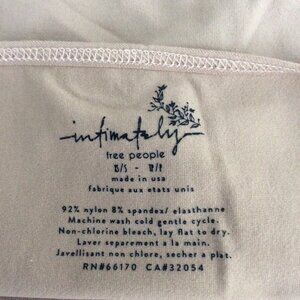 intimately
free people
made in usa
fabrique aux etats unis
92% nylon 8% spandex/ elasthanne
Machine wash cold gentle cycle.
Non-chlorine bleach, lay flat to dry.
Laver separement a la main.
Javellisant non chlore, secher a plat.
RN#66170 CA#32054